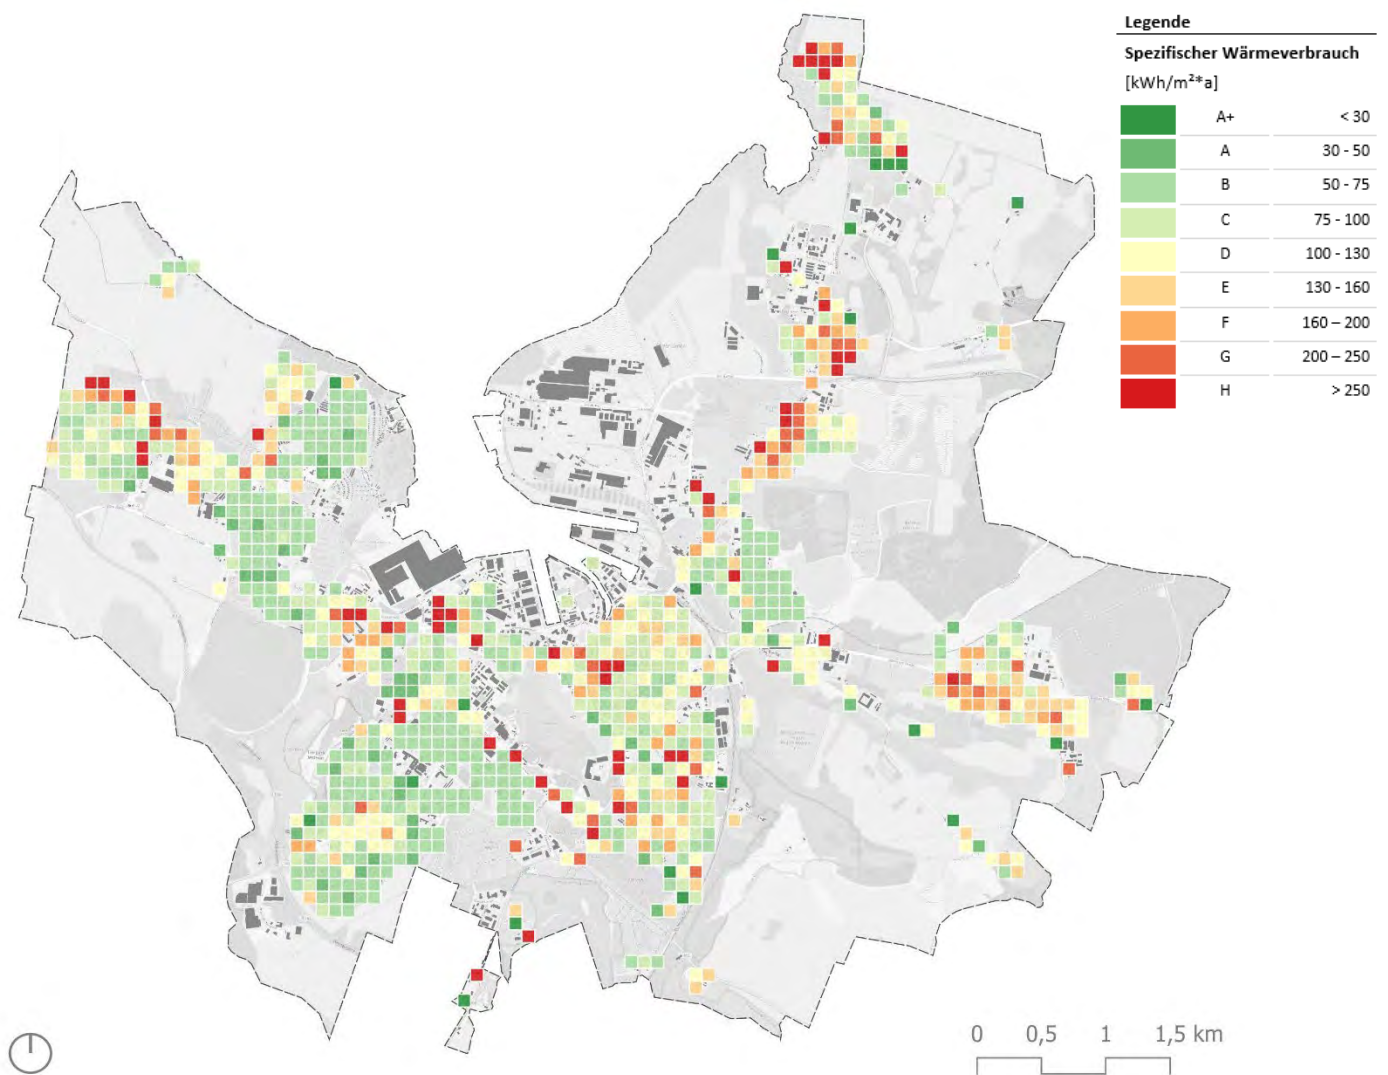 Legende
Spezifischer Wärmeverbrauch
[kWh/m²*a]
A+ < 30
A 30 - 50
B 50 - 75
C 75 - 100
D 100 - 130
E 130 - 160
F 160 – 200
G 200 – 250
H > 250
0 0,5 1 1,5 km